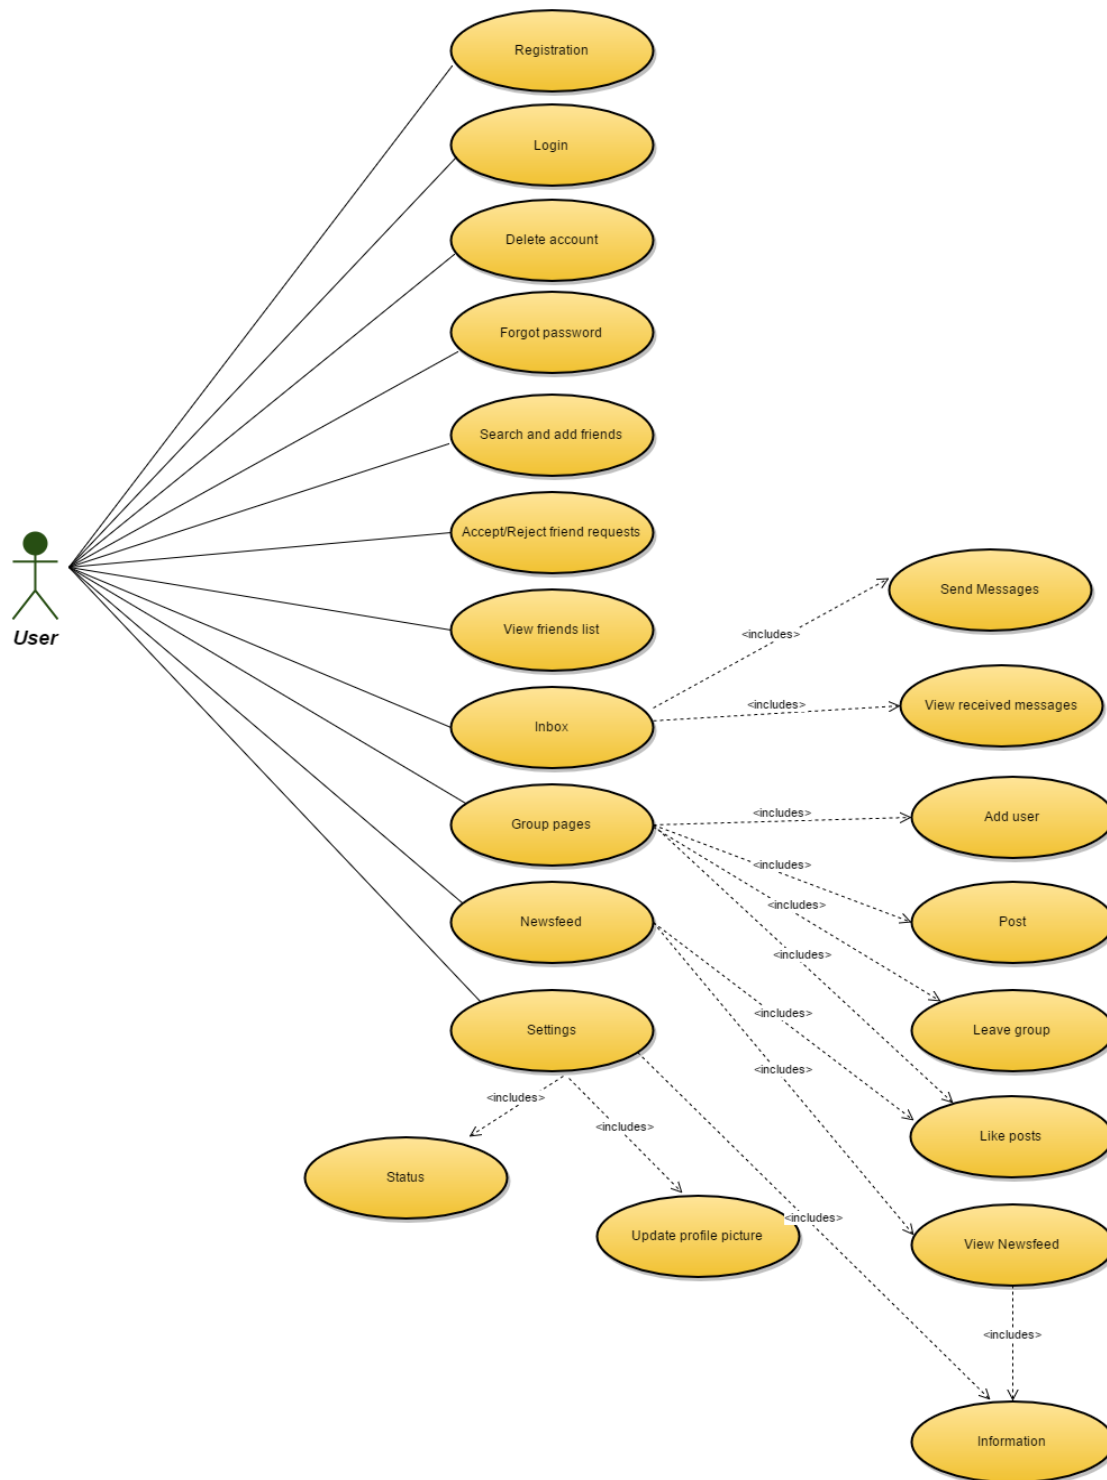 Registration
Login
Delete account
Forgot password
Search and add friends
Accept/Reject friend requests
User
View friends list
Send Messages
<includes>
View received messages
<includes>
Inbox
Group pages
<includes>
Add user
<includes>
Post
<includes>
Newsfeed
<includes>
Leave group
<includes>
Settings
<includes>
Like posts
<includes>
<includes>
Status
Update profile picture
<includes>
View Newsfeed
<includes>
Information